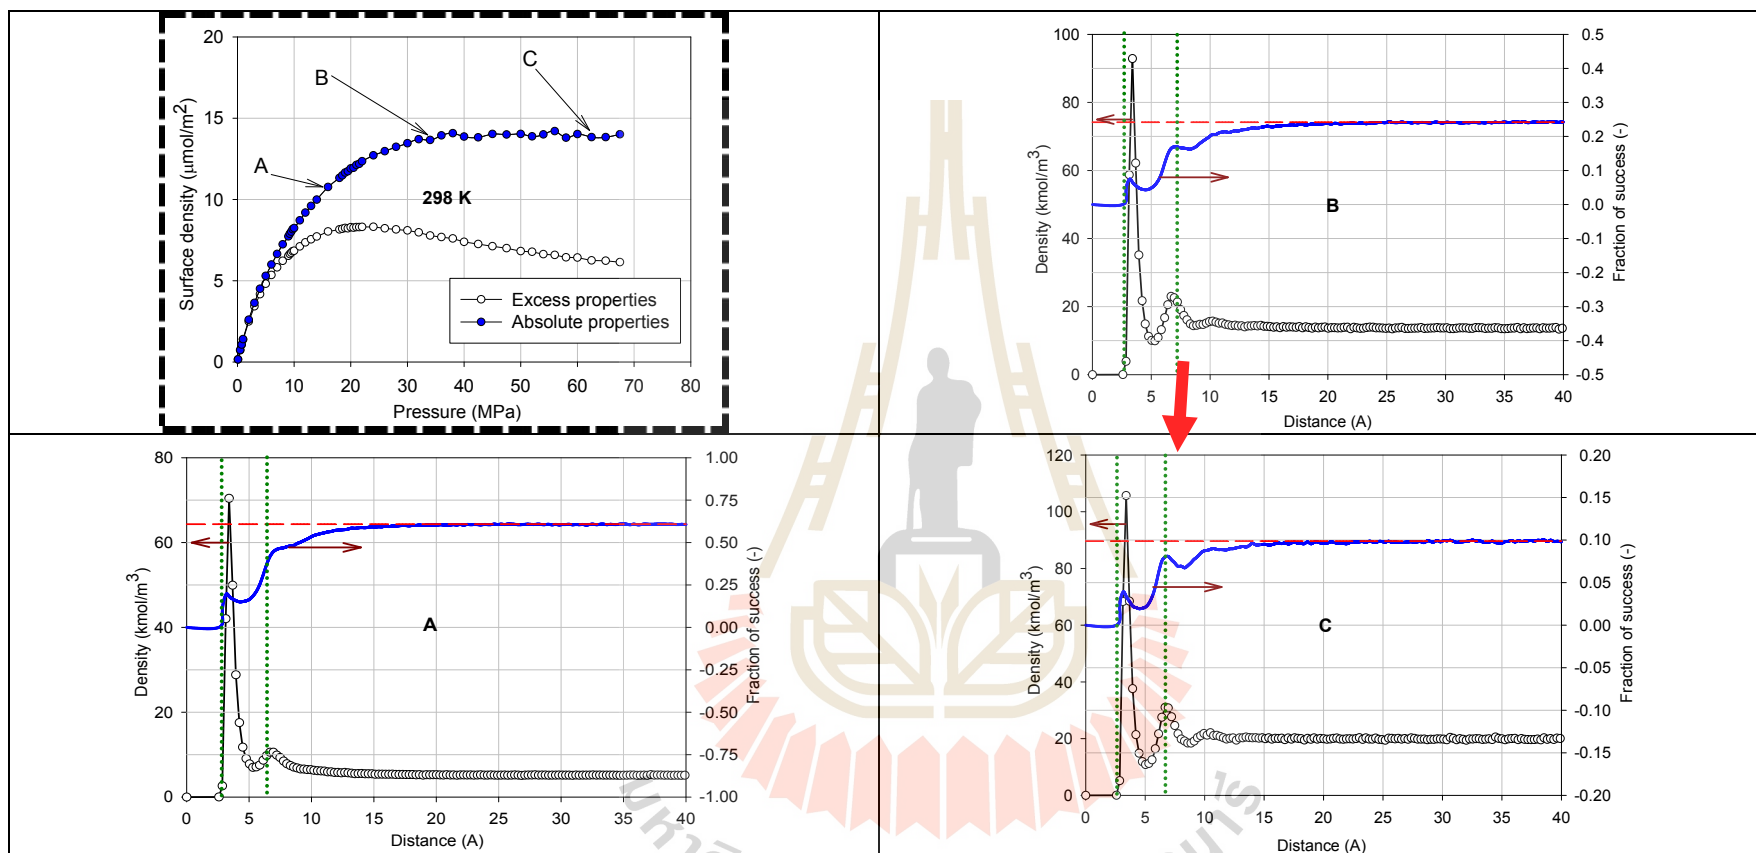 20
15
10
5
0
Surface density (μmol/m2)
A
B
C
298 K
Excess properties
Absolute properties
0 10 20 30 40 50 60 70 80
Pressure (MPa)
100
80
60
40
20
0
Density (kmol/m3)
B
0.5
0.4
0.3
0.2
0.1
0.0
-0.1
-0.2
-0.3
-0.4
-0.5
Fraction of success (-)
0 5 10 15 20 25 30 35 40
Distance (A)
80
60
40
20
0
Density (kmol/m3)
A
1.00
0.75
0.50
0.25
0.00
-0.25
-0.50
-0.75
-1.00
Fraction of success (-)
0 5 10 15 20 25 30 35 40
Distance (A)
120
100
80
60
40
20
0
Density (kmol/m3)
C
0.20
0.15
0.10
0.05
0.00
-0.05
-0.10
-0.15
-0.20
Fraction of success (-)
0 5 10 15 20 25 30 35 40
Distance (A)